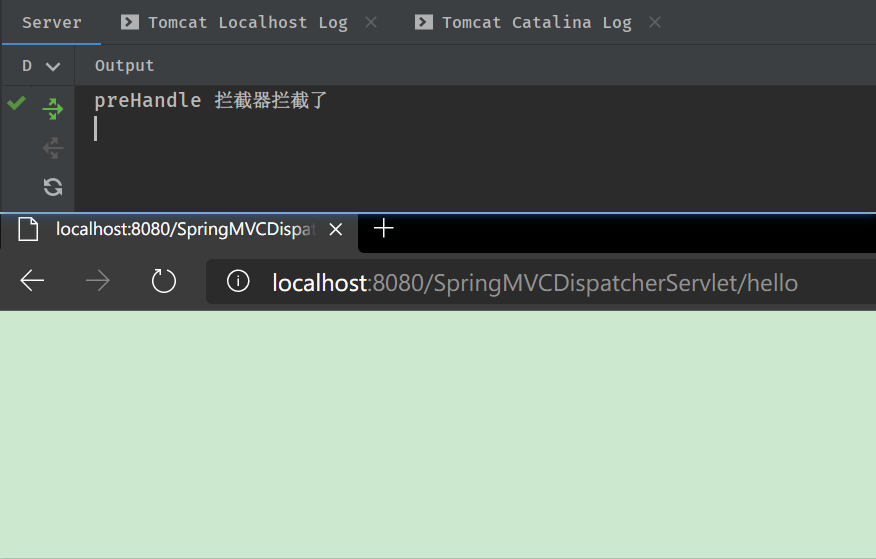 Server Tomcat Localhost Log Tomcat Catalina Log
D Output
preHandle 拦截器拦截了
localhost:8080/SpringMVCDispat
localhost:8080/SpringMVCDispatcherServlet/hello